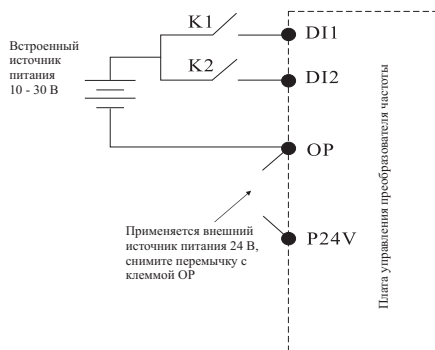 K1
DI1
Встроенный
источник
питания
10 - 30 В
K2
DI2
OP
Применяется внешний
источник питания 24 В,
снимите перемычку с
клеммой ОР
P24V
Плата управления преобразователя частоты